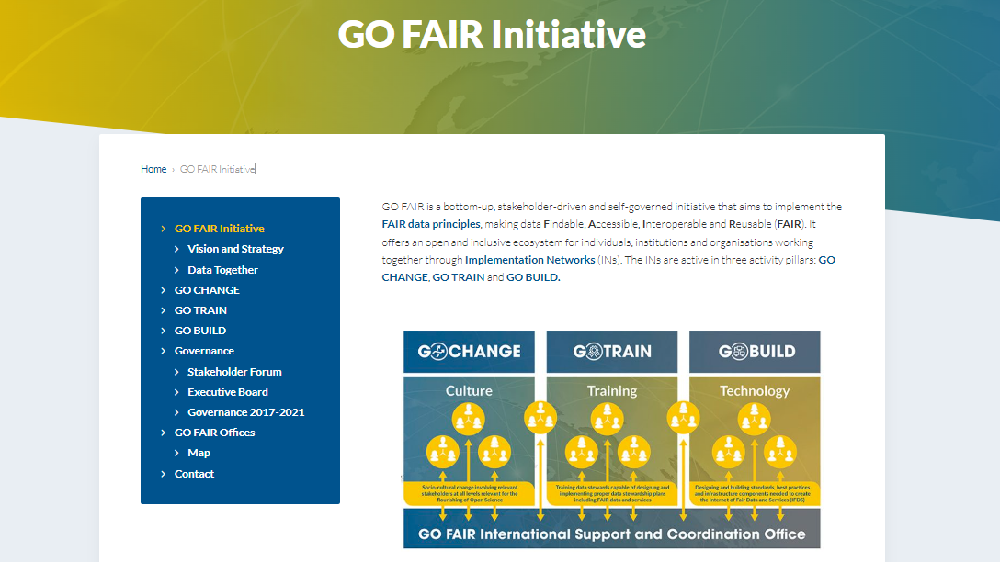 GO FAIR Initiative
Home › GO FAIR Initiative
GO FAIR Initiative
Vision and Strategy
Data Together
GO CHANGE
GO TRAIN
GO BUILD
Governance
Stakeholder Forum
Executive Board
Governance 2017-2021
GO FAIR Offices
Map
Contact
GO FAIR is a bottom-up, stakeholder-driven and self-governed initiative that aims to implement the
FAIR data principles, making data Findable, Accessible, Interoperable and Reusable (FAIR). It
offers an open and inclusive ecosystem for individuals, institutions and organisations working
together through Implementation Networks (INs). The INs are active in three activity pillars: GO
CHANGE, GO TRAIN and GO BUILD.
GO CHANGE
GO TRAIN
GO BUILD
Culture
Training
Technology
Socio-cultural change involving relevant
stakeholders at all levels relevant for the
flourishing of Open Science
Training data stewards capable of designing and
implementing proper data stewardship plans
including FAIR data and services
Designing and building standards, best practices
and infrastructure components needed to create
the Internet of Fair Data and Services (IFDS)
GO FAIR International Support and Coordination Office